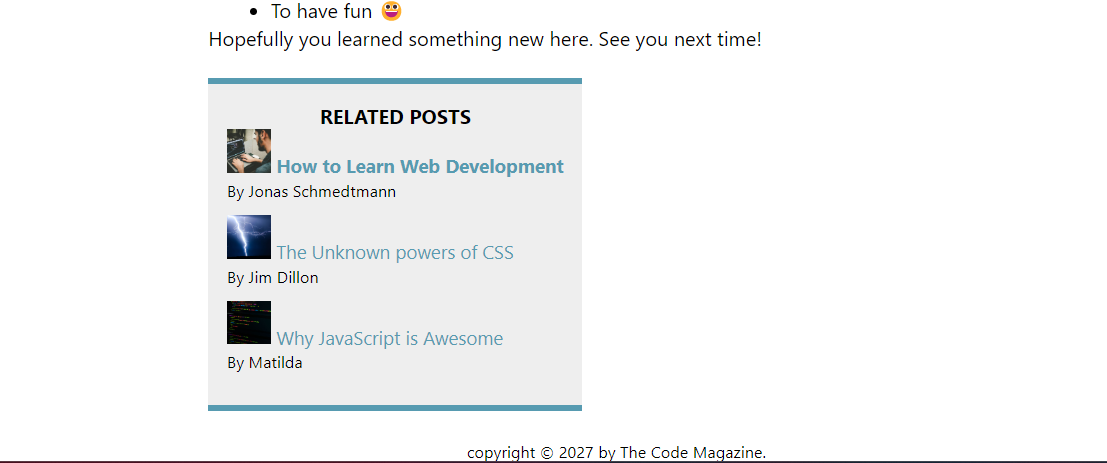 • To have fun 😀
Hopefully you learned something new here. See you next time!
RELATED POSTS
How to Learn Web Development
By Jonas Schmedtmann
The Unknown powers of CSS
By Jim Dillon
Why JavaScript is Awesome
By Matilda
copyright © 2027 by The Code Magazine.